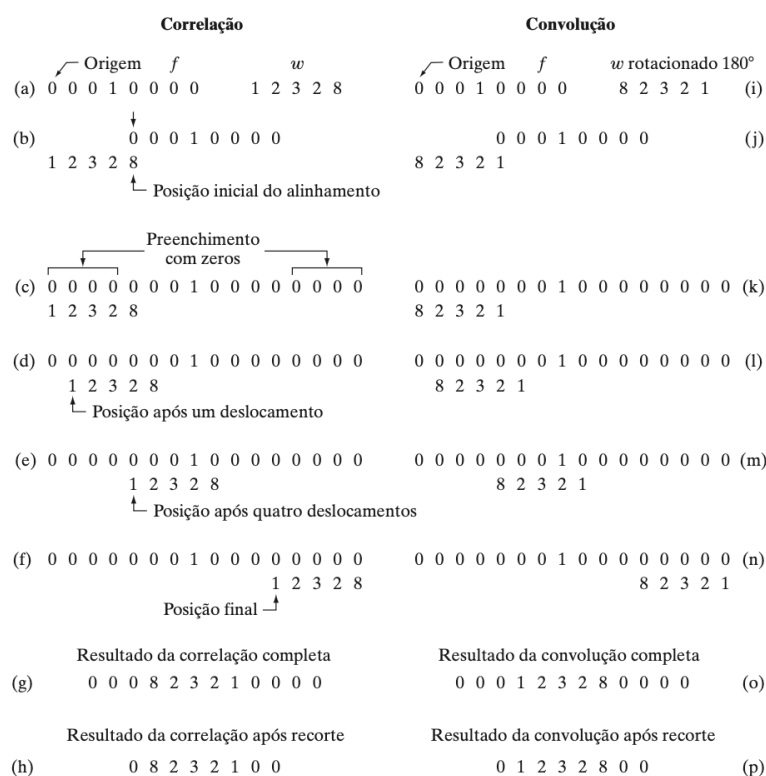 Correlação Convolução
Origem f w Origem f w rotacionado 180°
(a) 0 0 0 1 0 0 0 0 1 2 3 2 8 0 0 0 1 0 0 0 0 8 2 3 2 1 (i)
(b) 0 0 0 1 0 0 0 0 0 0 0 1 0 0 0 0 (j)
1 2 3 2 8 8 2 3 2 1
Posição inicial do alinhamento
Preenchimento
com zeros
(c) 0 0 0 0 0 0 0 1 0 0 0 0 0 0 0 0 0 0 0 0 0 0 0 1 0 0 0 0 0 0 0 0 (k)
1 2 3 2 8 8 2 3 2 1
(d) 0 0 0 0 0 0 0 1 0 0 0 0 0 0 0 0 0 0 0 0 0 0 0 1 0 0 0 0 0 0 0 0 (l)
1 2 3 2 8 8 2 3 2 1
Posição após um deslocamento
(e) 0 0 0 0 0 0 0 1 0 0 0 0 0 0 0 0 0 0 0 0 0 0 0 1 0 0 0 0 0 0 0 0 (m)
1 2 3 2 8 8 2 3 2 1
Posição após quatro deslocamentos
(f) 0 0 0 0 0 0 0 1 0 0 0 0 0 0 0 0 0 0 0 0 0 0 0 1 0 0 0 0 0 0 0 0 (n)
1 2 3 2 8 8 2 3 2 1
Posição final
Resultado da correlação completa Resultado da convolução completa
(g) 0 0 0 8 2 3 2 1 0 0 0 0 0 0 0 1 2 3 2 8 0 0 0 0 (o)
Resultado da correlação após recorte Resultado da convolução após recorte
(h) 0 8 2 3 2 1 0 0 0 1 2 3 2 8 0 0 (p)